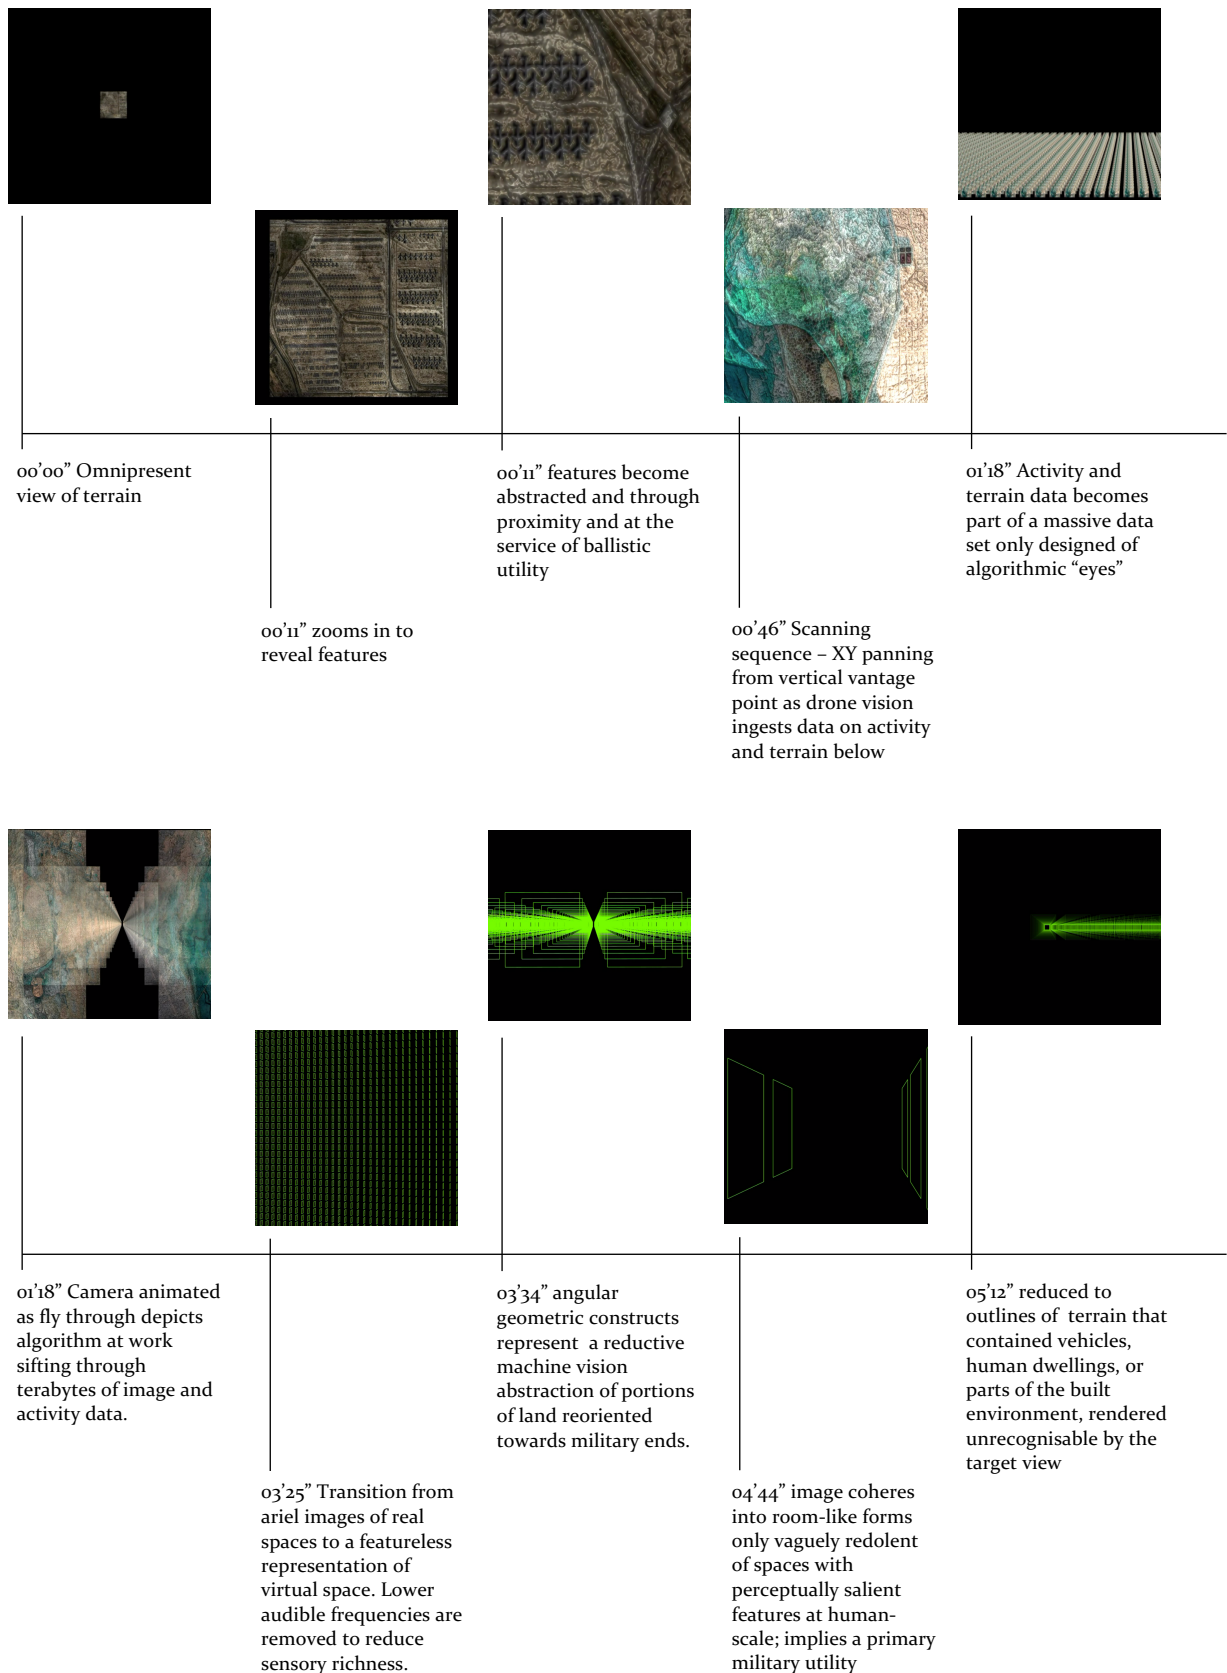 00’00” Omnipresent
view of terrain
00’11” zooms in to
reveal features
00’11” features become
abstracted and through
proximity and at the
service of ballistic
utility
00’46” Scanning
sequence – XY panning
from vertical vantage
point as drone vision
ingests data on activity
and terrain below
01’18” Activity and
terrain data becomes
part of a massive data
set only designed of
algorithmic “eyes”
01’18” Camera animated
as fly through depicts
algorithm at work
sifting through
terabytes of image and
activity data.
03’25” Transition from
ariel images of real
spaces to a featureless
representation of
virtual space. Lower
audible frequencies are
removed to reduce
sensory richness.
03’34” angular
geometric constructs
represent a reductive
machine vision
abstraction of portions
of land reoriented
towards military ends.
04’44” image coheres
into room-like forms
only vaguely redolent
of spaces with
perceptually salient
features at human-
scale; implies a primary
military utility
05’12” reduced to
outlines of terrain that
contained vehicles,
human dwellings, or
parts of the built
environment, rendered
unrecognisable by the
target view